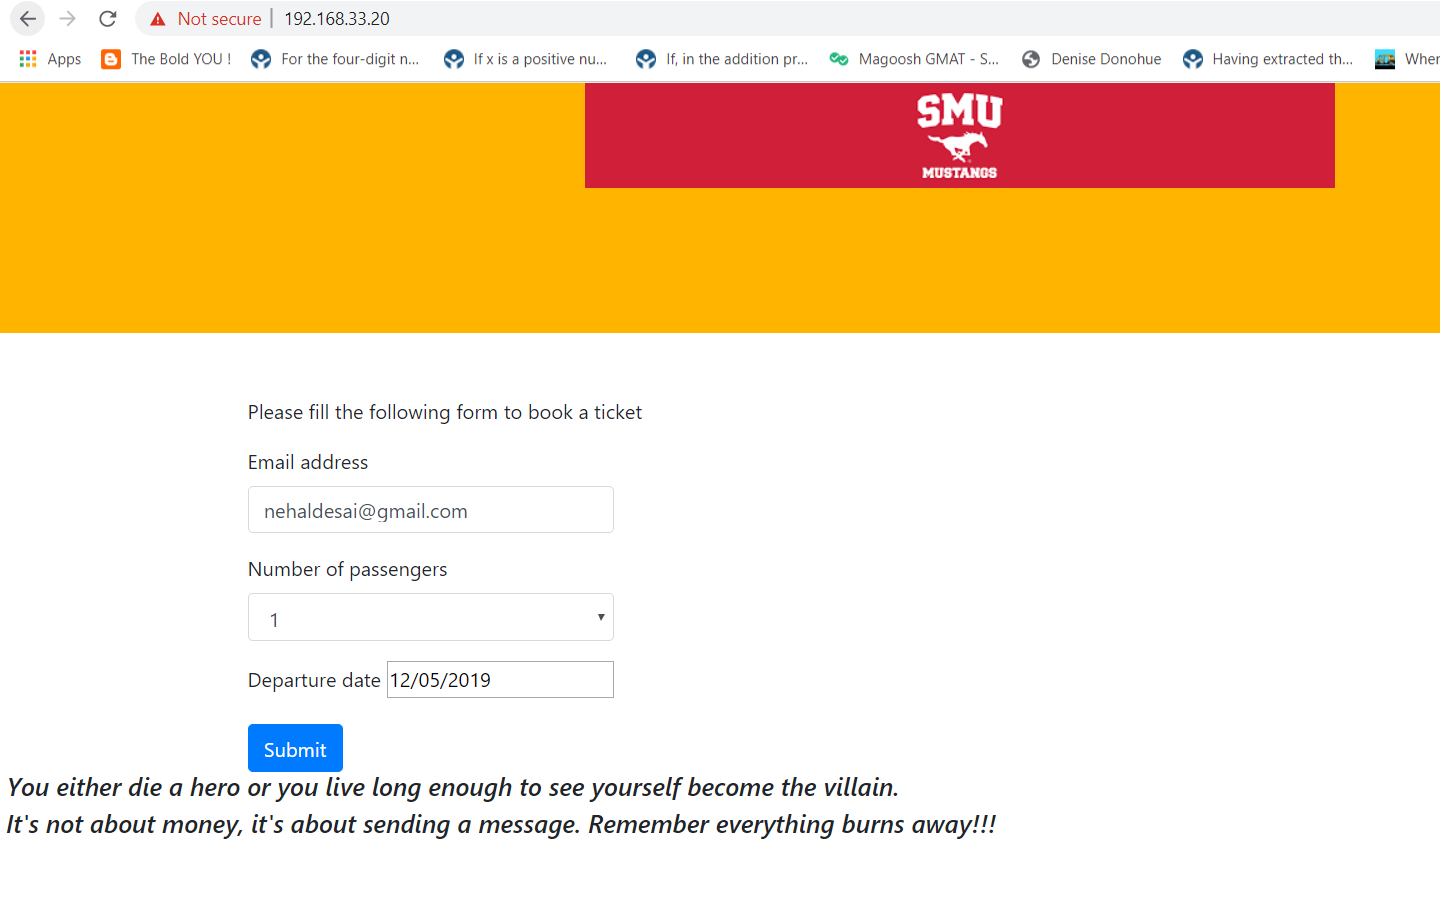 Not secure | 192.168.33.20
Apps The Bold YOU ! For the four-digit n... If x is a positive nu... If, in the addition pr... Magoosh GMAT - S... Denise Donohue Having extracted th... When
SMU
MUSTANGS
Please fill the following form to book a ticket
Email address
nehaldesai@gmail.com
Number of passengers
1
Departure date 12/05/2019
Submit
You either die a hero or you live long enough to see yourself become the villain.
It's not about money, it's about sending a message. Remember everything burns away!!!